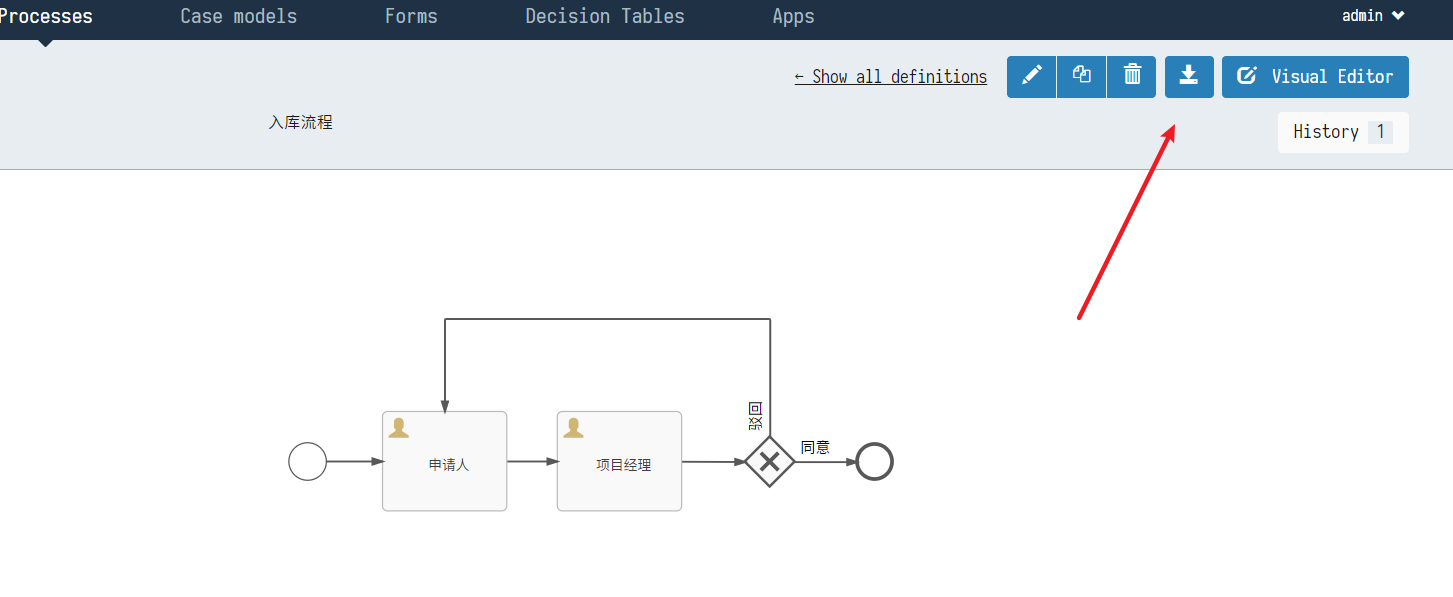 Processes Case models Forms Decision Tables Apps admin
← Show all definitions Visual Editor
入库流程
History 1
驳回
同意
申请人 项目经理